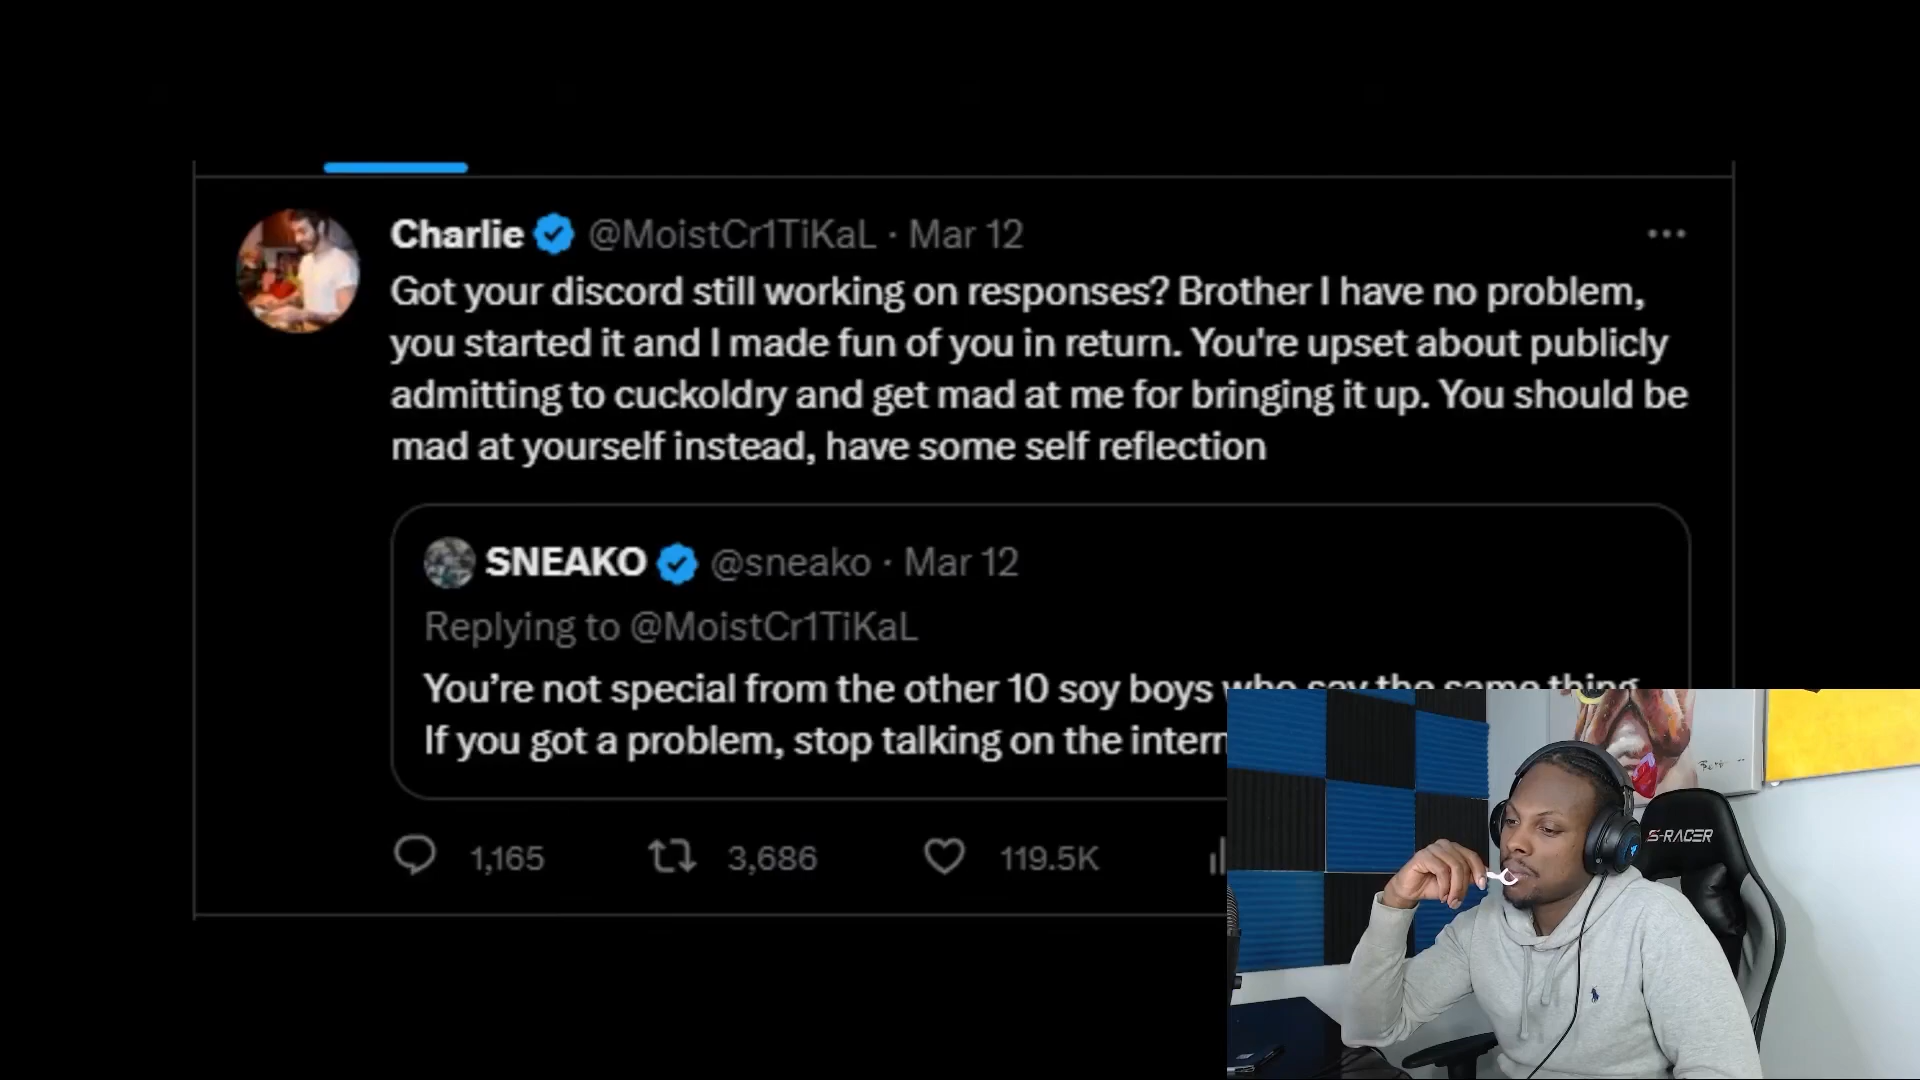 Charlie @MoistCr1TiKaL · Mar 12
Got your discord still working on responses? Brother I have no problem,
you started it and I made fun of you in return. You're upset about publicly
admitting to cuckoldry and get mad at me for bringing it up. You should be
mad at yourself instead, have some self reflection
SNEAKO @sneako · Mar 12
Replying to @MoistCr1TiKaL
You’re not special from the other 10 soy boys who say the same thing
If you got a problem, stop talking on the
1,165 3,686 119.5K
S-RACER